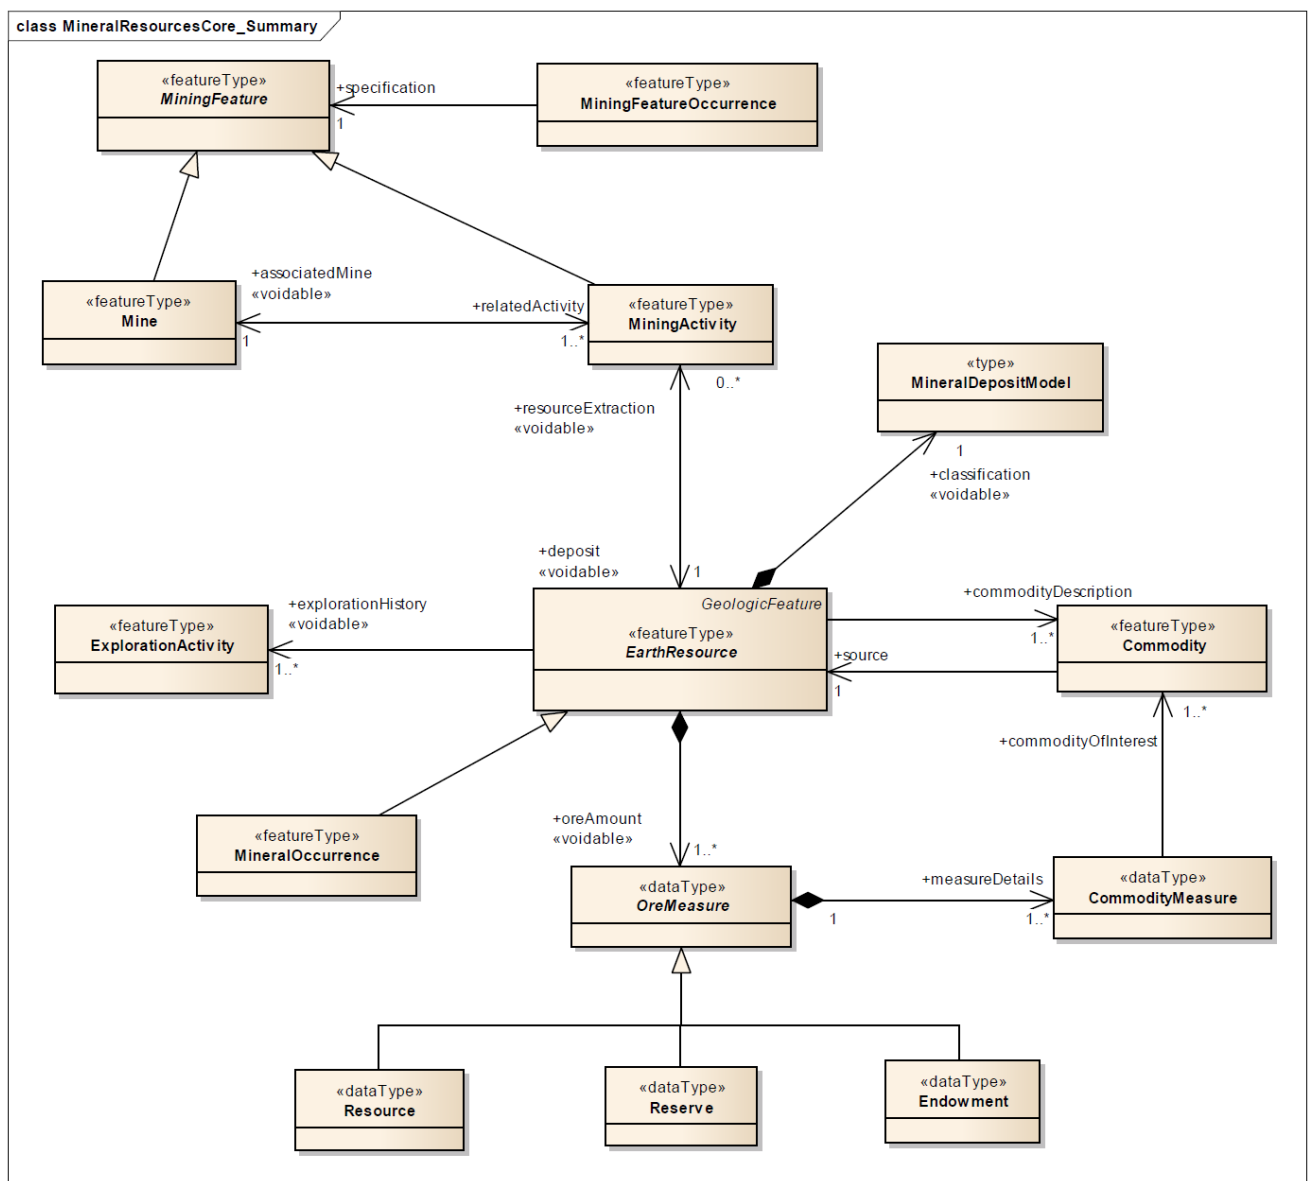 class MineralResourcesCore_Summary
«featureType»
MiningFeature
+specification
1
«featureType»
MiningFeatureOccurrence
«featureType»
Mine
+associatedMine
«voidable»
1
+relatedActivity
1..*
«featureType»
MiningActivity
0..*
+resourceExtraction
«voidable»
«type»
MineralDepositModel
1
+classification
«voidable»
+deposit
«voidable»
1
GeologicFeature
«featureType»
EarthResource
+explorationHistory
«voidable»
1..*
«featureType»
ExplorationActivity
+commodityDescription
1..*
+source
1
«featureType»
Commodity
1..*
+commodityOfInterest
«featureType»
MineralOccurrence
+oreAmount
«voidable»
1..*
«dataType»
OreMeasure
+measureDetails
1
1..*
«dataType»
CommodityMeasure
«dataType»
Resource
«dataType»
Reserve
«dataType»
Endowment